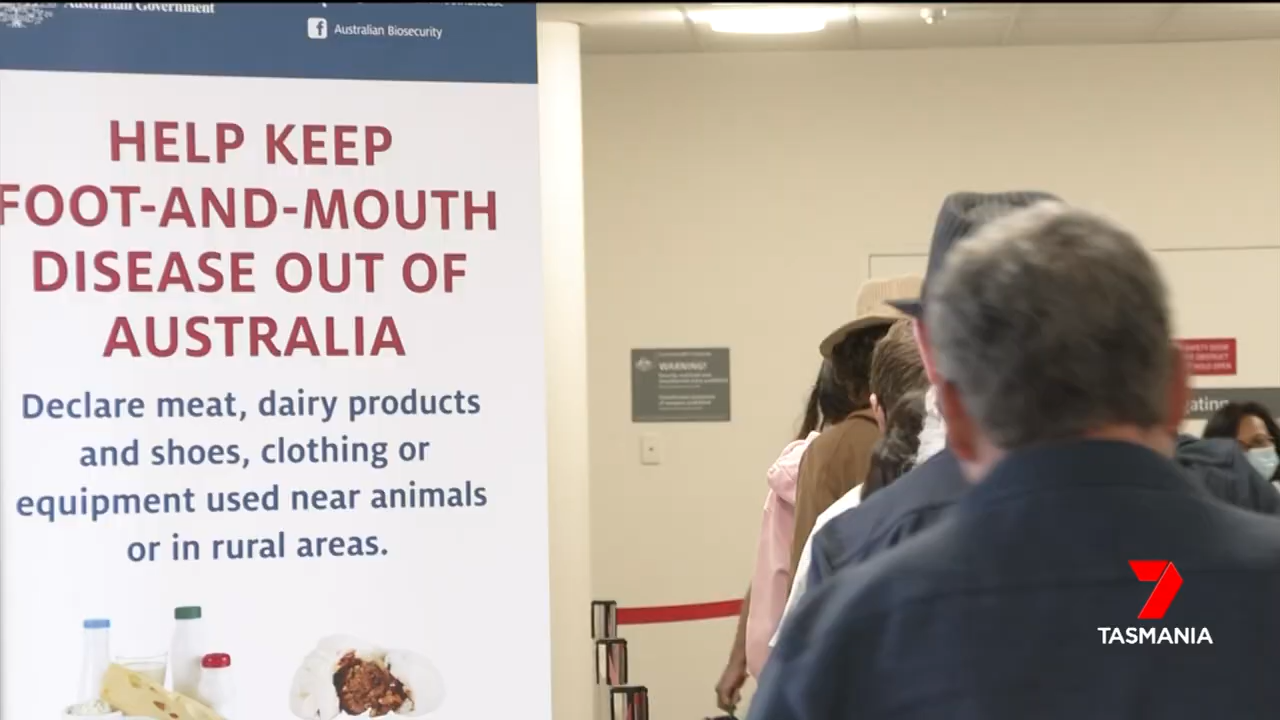 Australian Government
Australian Biosecurity
HELP KEEP
FOOT-AND-MOUTH
DISEASE OUT OF
AUSTRALIA
Declare meat, dairy products
and shoes, clothing or
equipment used near animals
or in rural areas.
WARNING!
7
TASMANIA